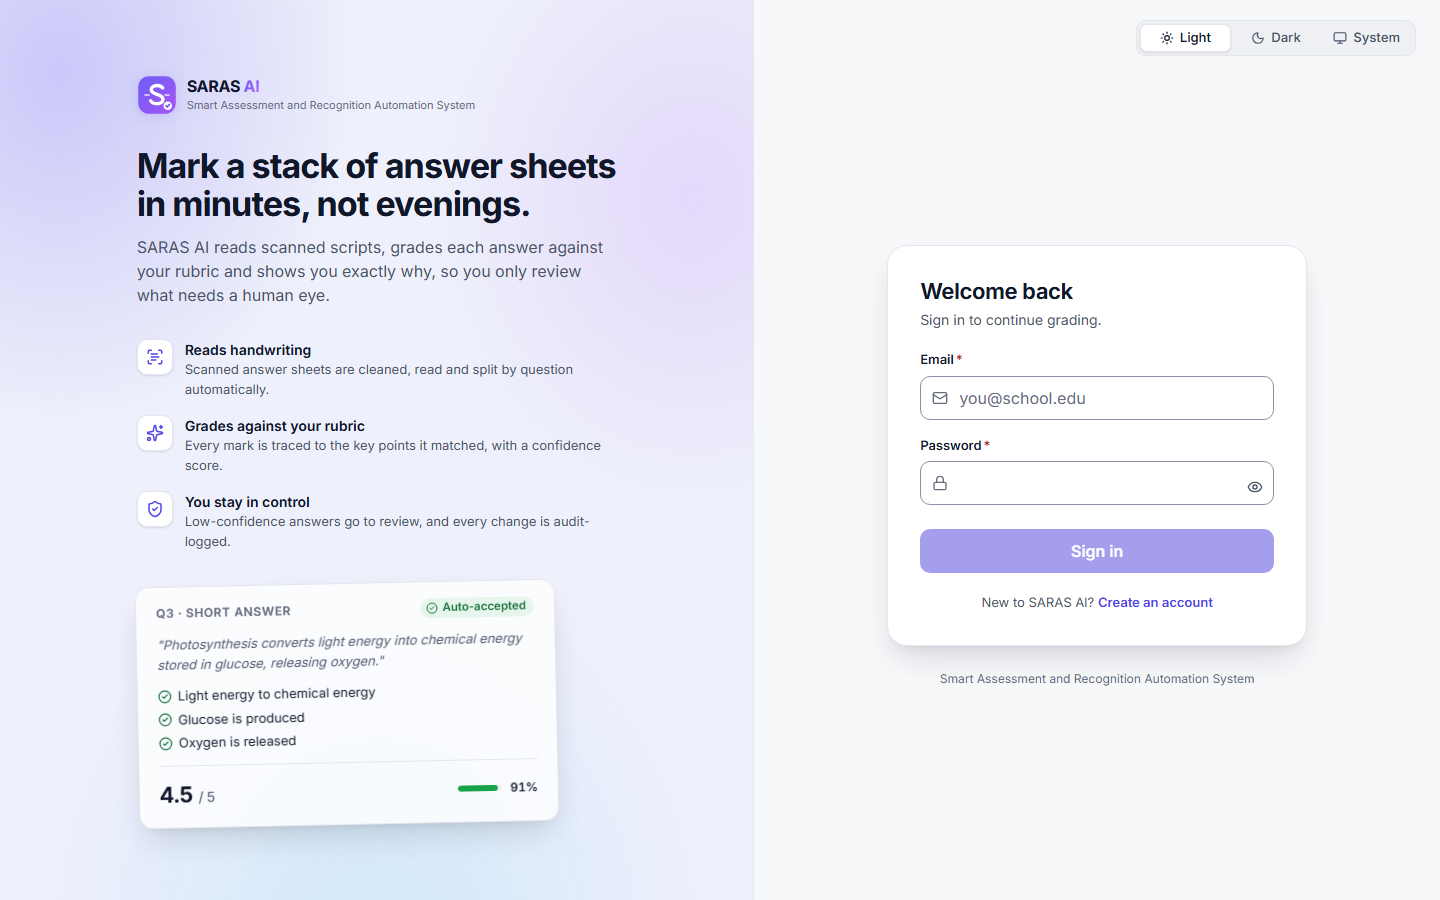 SARAS AI
Smart Assessment and Recognition Automation System
Mark a stack of answer sheets
in minutes, not evenings.
SARAS AI reads scanned scripts, grades each answer against
your rubric and shows you exactly why, so you only review
what needs a human eye.
Reads handwriting
Scanned answer sheets are cleaned, read and split by question
automatically.
Grades against your rubric
Every mark is traced to the key points it matched, with a confidence
score.
You stay in control
Low-confidence answers go to review, and every change is audit-
logged.
Q3 · SHORT ANSWER
Auto-accepted
"Photosynthesis converts light energy into chemical energy
stored in glucose, releasing oxygen."
Light energy to chemical energy
Glucose is produced
Oxygen is released
4.5 / 5
91%
Light
Dark
System
Welcome back
Sign in to continue grading.
Email *
you@school.edu
Password *
Sign in
New to SARAS AI? Create an account
Smart Assessment and Recognition Automation System